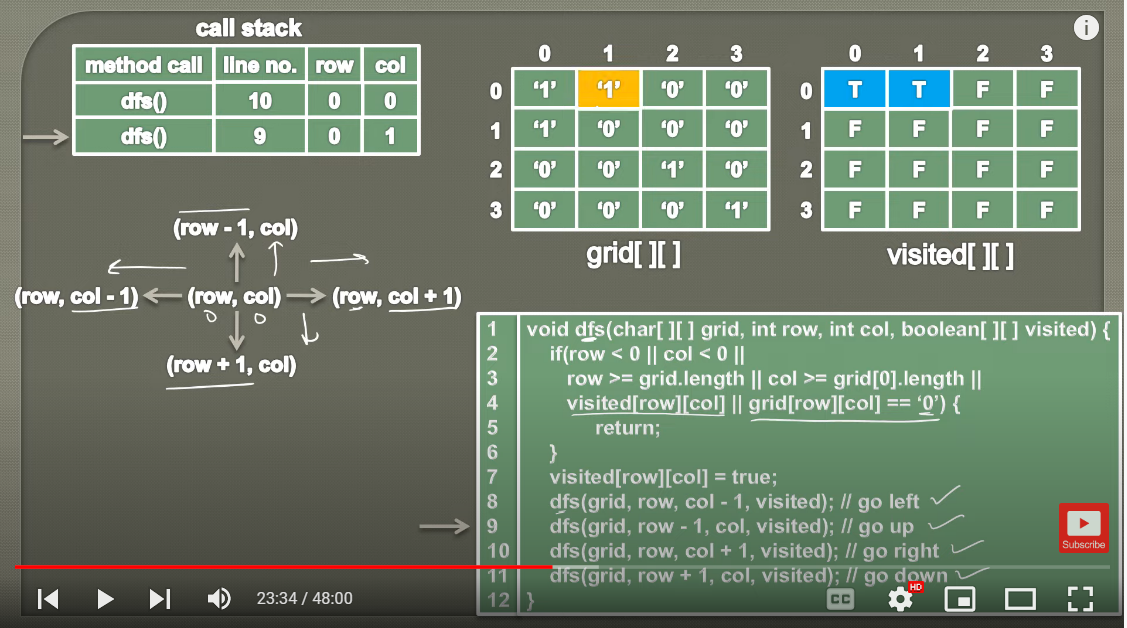 call stack
method call line no. row col
dfs() 10 0 0
dfs() 9 0 1
0 1 2 3
0 '1' '1' '0' '0'
1 '1' '0' '0' '0'
2 '0' '0' '1' '0'
3 '0' '0' '0' '1'
grid[ ][ ]
0 1 2 3
0 T T F F
1 F F F F
2 F F F F
3 F F F F
visited[ ][ ]
i
(row - 1, col)
(row, col - 1) (row, col) (row, col + 1)
0 0
(row + 1, col)
1 void dfs(char[ ][ ] grid, int row, int col, boolean[ ][ ] visited) {
2 if(row < 0 || col < 0 ||
3 row >= grid.length || col >= grid[0].length ||
4 visited[row][col] || grid[row][col] == '0') {
5 return;
6 }
7 visited[row][col] = true;
8 dfs(grid, row, col - 1, visited); // go left
9 dfs(grid, row - 1, col, visited); // go up
10 dfs(grid, row, col + 1, visited); // go right
11 dfs(grid, row + 1, col, visited); // go down
12 }
Subscribe
23:34 / 48:00
CC
HD